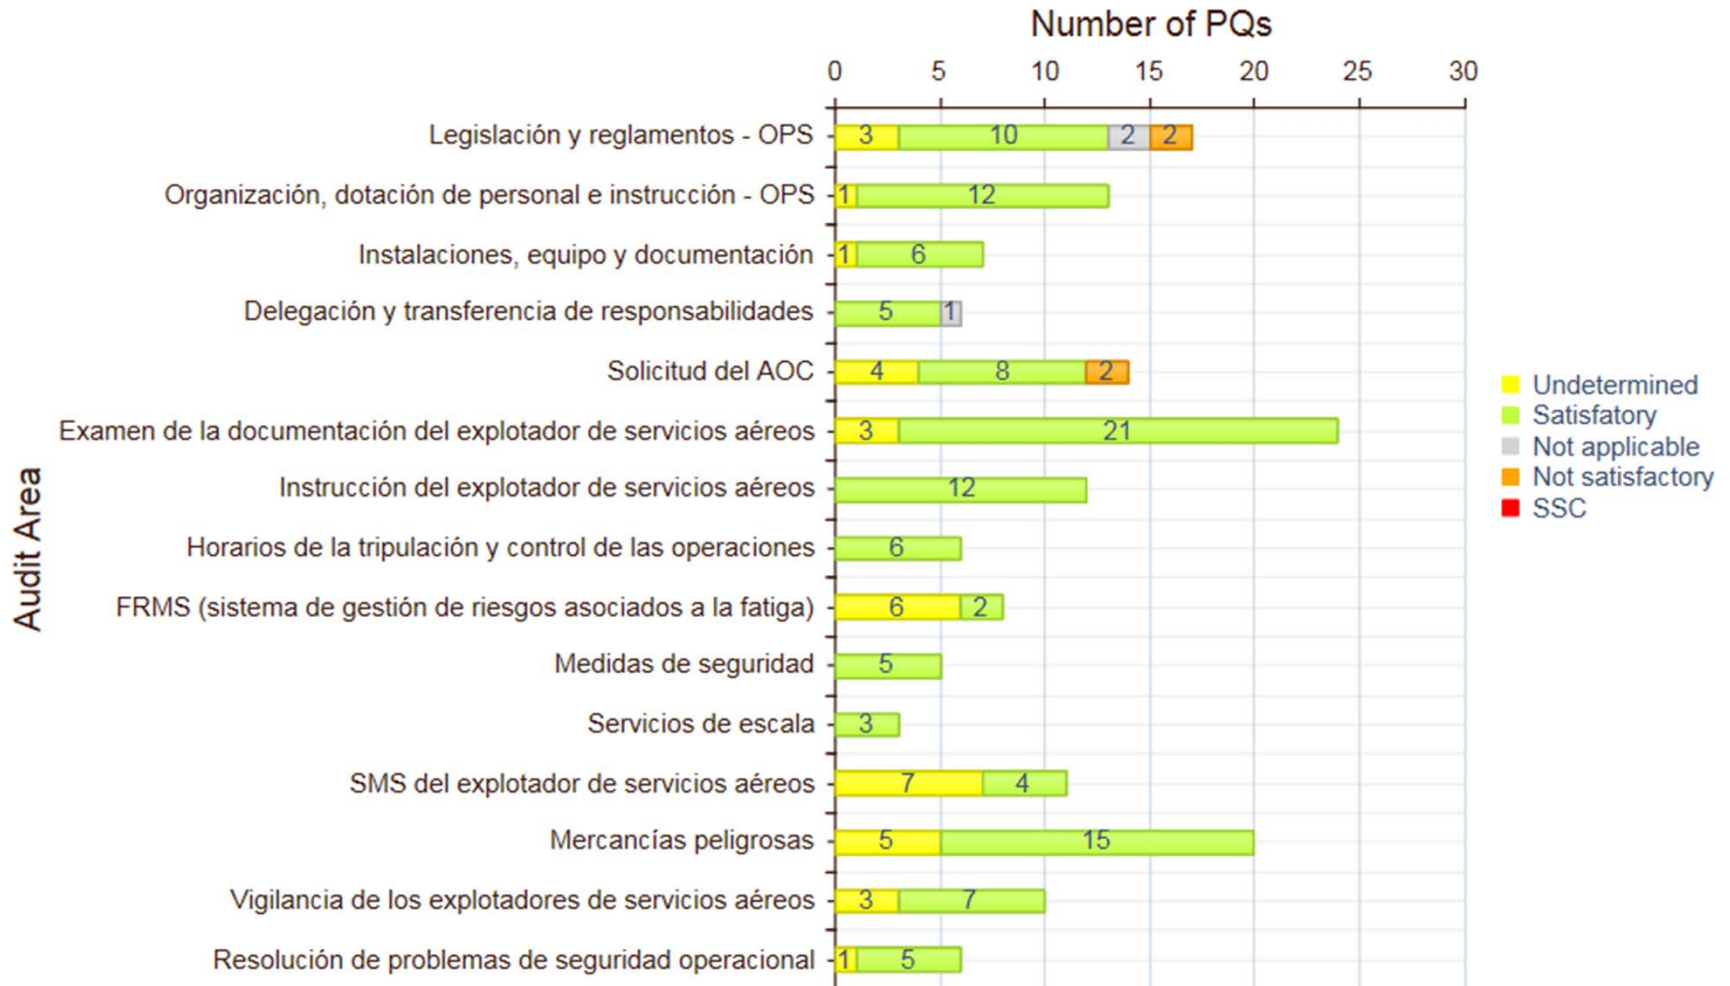 Number of PQs
0 5 10 15 20 25 30
Legislación y reglamentos - OPS 3 10 2 2
Organización, dotación de personal e instrucción - OPS 1 12
Instalaciones, equipo y documentación 1 6
Delegación y transferencia de responsabilidades 5 1
Solicitud del AOC 4 8 2
Examen de la documentación del explotador de servicios aéreos 3 21
Instrucción del explotador de servicios aéreos 12
Horarios de la tripulación y control de las operaciones 6
FRMS (sistema de gestión de riesgos asociados a la fatiga) 6 2
Medidas de seguridad 5
Servicios de escala 3
SMS del explotador de servicios aéreos 7 4
Mercancías peligrosas 5 15
Vigilancia de los explotadores de servicios aéreos 3 7
Resolución de problemas de seguridad operacional 1 5
Audit Area
Undetermined
Satisfatory
Not applicable
Not satisfactory
SSC